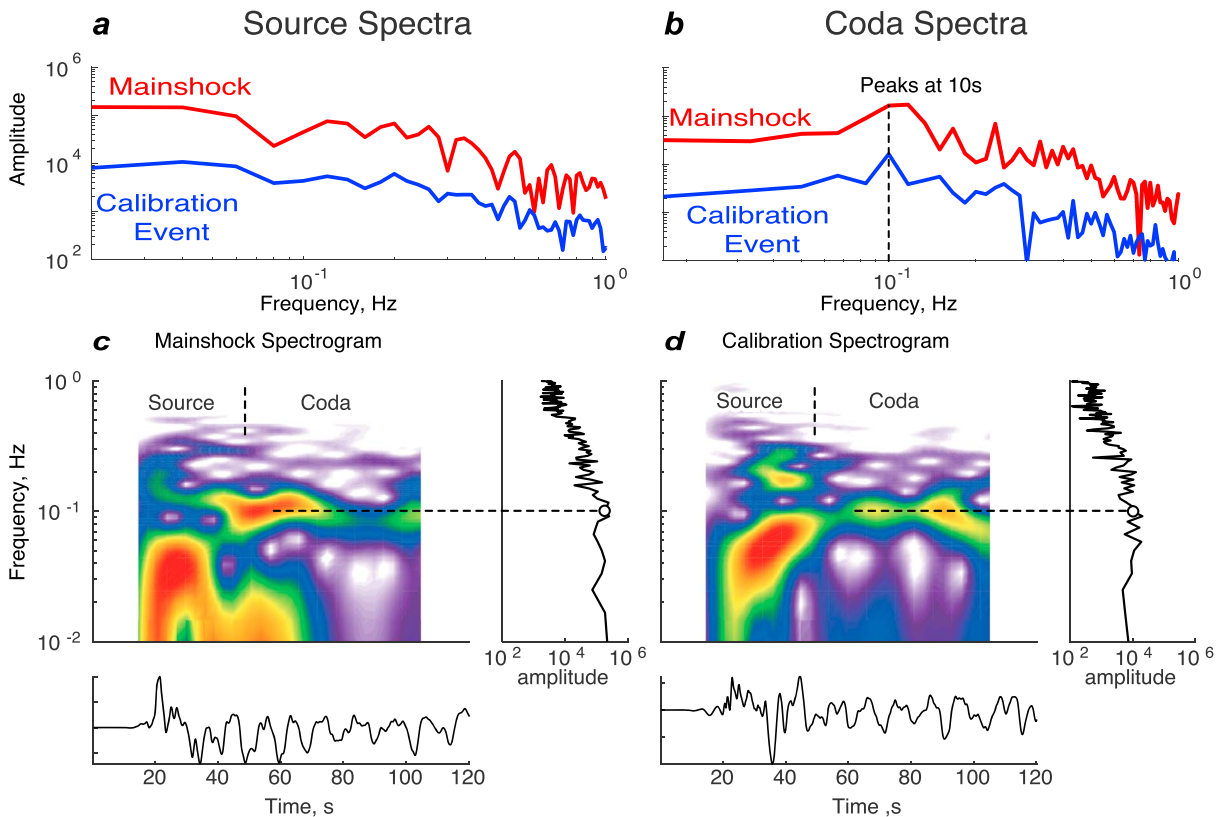 a Source Spectra
b Coda Spectra
Amplitude
10^6
10^4
10^2
Mainshock
Calibration
Event
10^-1
10^0
Frequency, Hz
Peaks at 10s
Mainshock
Calibration
Event
10^-1
10^0
Frequency, Hz
c Mainshock Spectrogram
d Calibration Spectrogram
Frequency, Hz
10^0
10^-1
10^-2
Source
Coda
10^2 10^4 10^6
amplitude
20 40 60 80 100 120
Time, s
Source
Coda
10^2 10^4 10^6
amplitude
20 40 60 80 100 120
Time ,s